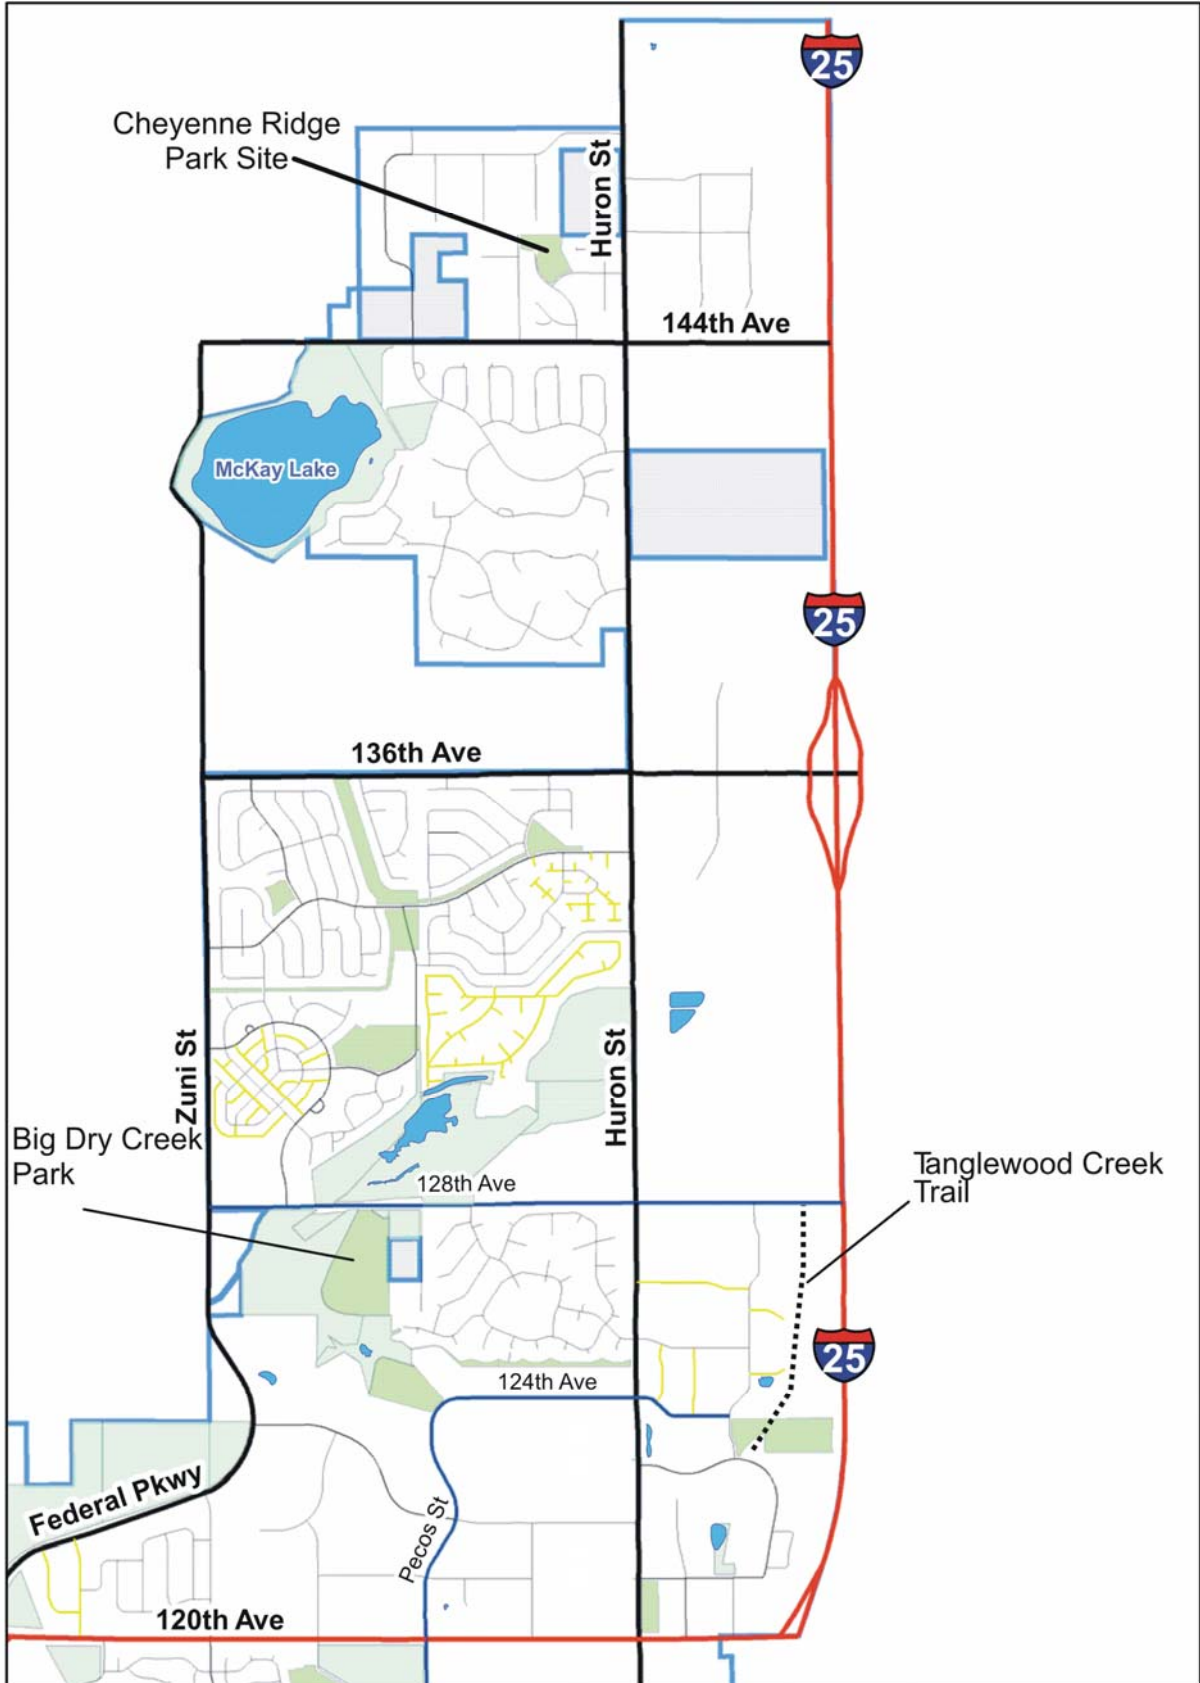 25
Cheyenne Ridge
Park Site
Huron St
144th Ave
McKay Lake
25
136th Ave
Zuni St
Huron St
Big Dry Creek
Park
128th Ave
Tanglewood Creek
Trail
25
124th Ave
Federal Pkwy
Pecos St
120th Ave